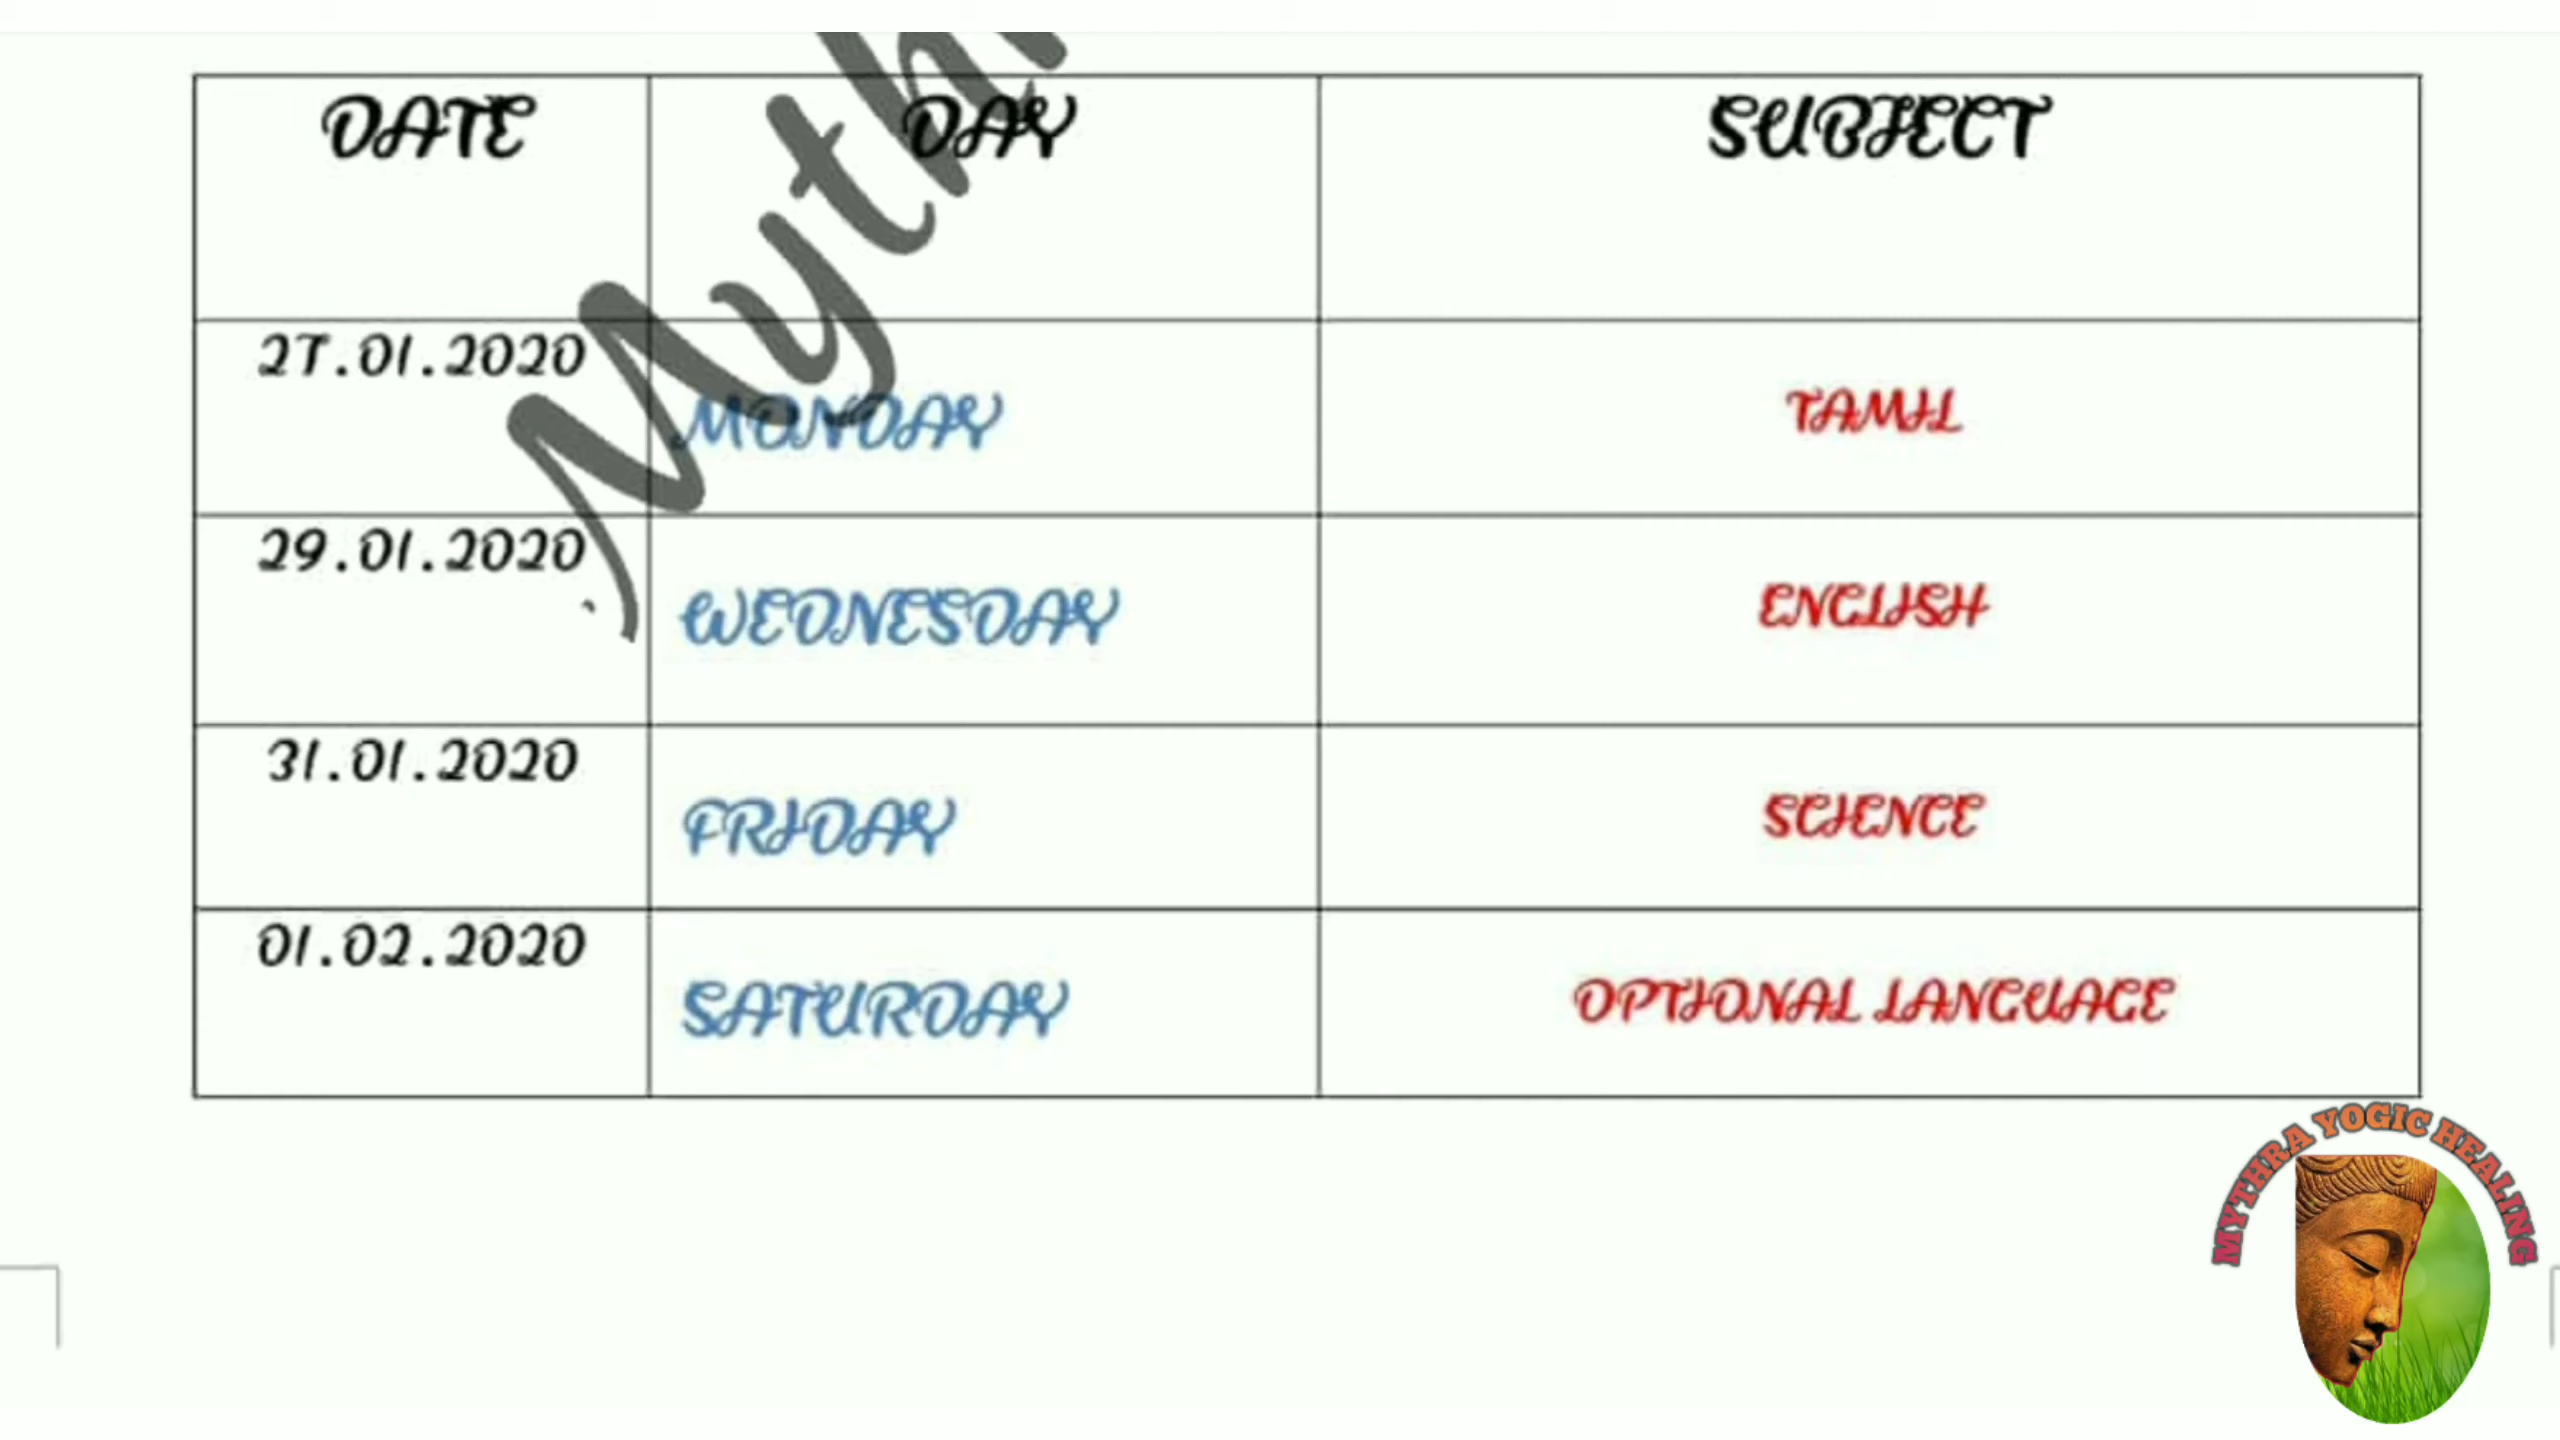 DATE DAY SUBJECT
27.01.2020 MONDAY TAMIL
29.01.2020 WEDNESDAY ENGLISH
31.01.2020 FRIDAY SCIENCE
01.02.2020 SATURDAY OPTIONAL LANGUAGE
MYTHRA YOGIC HEALING